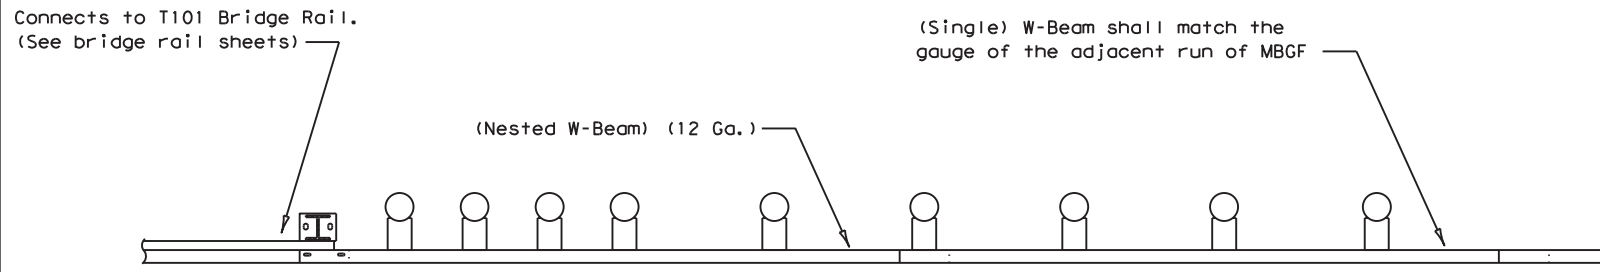 Connects to T101 Bridge Rail.
(See bridge rail sheets)
(Single) W-Beam shall match the
gauge of the adjacent run of MBGF
(Nested W-Beam) (12 Ga.)